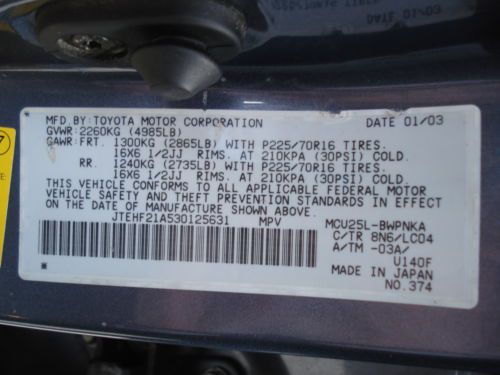 MFD.BY:TOYOTA MOTOR CORPORATION DATE 01/03
GVWR:2260KG (4985LB)
GAWR:FRT. 1300KG (2865LB) WITH P225/70R16 TIRES.
16X6 1/2JJ RIMS. AT 210KPA (30PSI) COLD.
RR. 1240KG (2735LB) WITH P225/70R16 TIRES.
16X6 1/2JJ RIMS. AT 210KPA (30PSI) COLD.
THIS VEHICLE CONFORMS TO ALL APPLICABLE FEDERAL MOTOR
VEHICLE SAFETY AND THEFT PREVENTION STANDARDS IN EFFECT
ON THE DATE OF MANUFACTURE SHOWN ABOVE.
JTEHF21A530125631 MPV MCU25L-BWPNKA
C/TR 8N6/LC04
A/TM -03A/
U140F
MADE IN JAPAN
NO.374
DATE 01/03
7